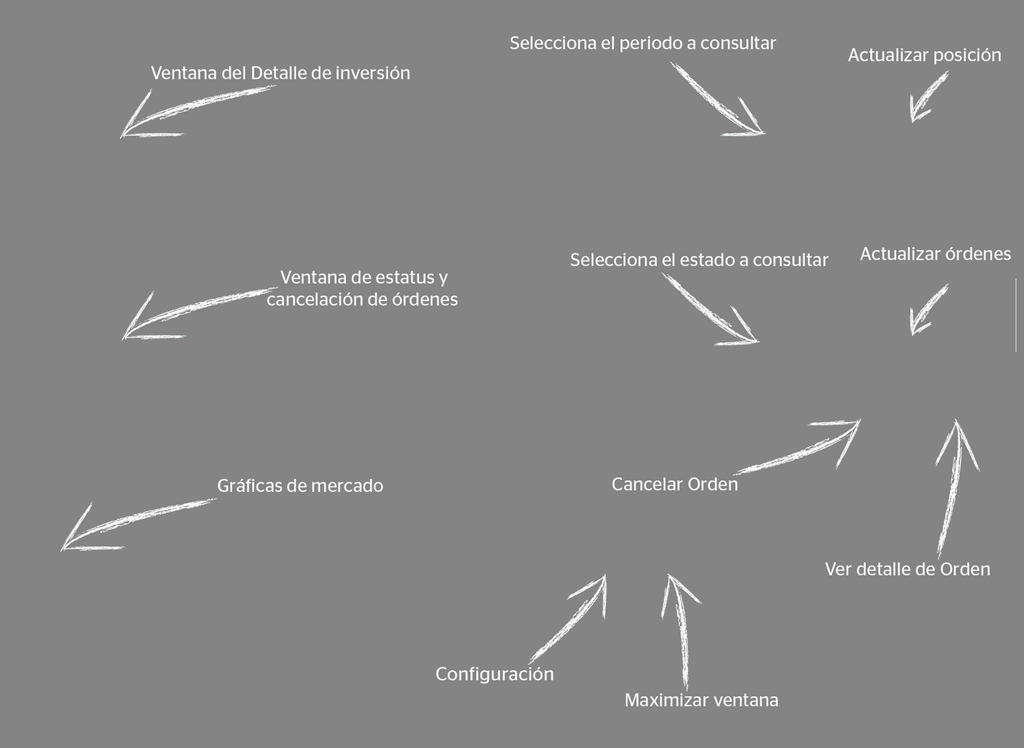 Selecciona el periodo a consultar
Actualizar posición
Ventana del Detalle de inversión
Selecciona el estado a consultar
Actualizar órdenes
Ventana de estatus y
cancelación de órdenes
Cancelar Orden
Gráficas de mercado
Ver detalle de Orden
Configuración
Maximizar ventana